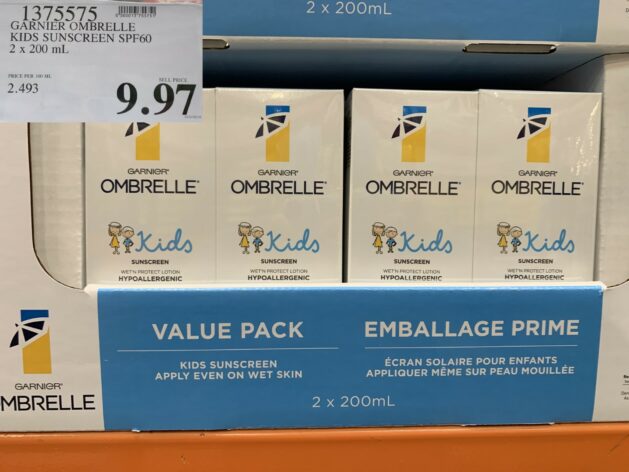 1375575
GARNIER OMBRELLE
KIDS SUNSCREEN SPF60
2 x 200 mL
PRICE PER 100 ML
2.493
SELL PRICE
9.97
2 x 200mL
GARNIER
OMBRELLE
Kids
SUNSCREEN
WET'N PROTECT LOTION
HYPOALLERGENIC
GARNIER
OMBRELLE
Kids
SUNSCREEN
WET'N PROTECT LOTION
HYPOALLERGENIC
GARNIER
OMBRELLE
Kids
SUNSCREEN
WET'N PROTECT LOTION
HYPOALLERGENIC
GARNIER
OMBRELLE
Kids
SUNSCREEN
WET'N PROTECT LOTION
HYPOALLERGENIC
GARNIER
MBRELLE
VALUE PACK
KIDS SUNSCREEN
APPLY EVEN ON WET SKIN
EMBALLAGE PRIME
ÉCRAN SOLAIRE POUR ENFANTS
APPLIQUER MÊME SUR PEAU MOUILLÉE
2 x 200mL